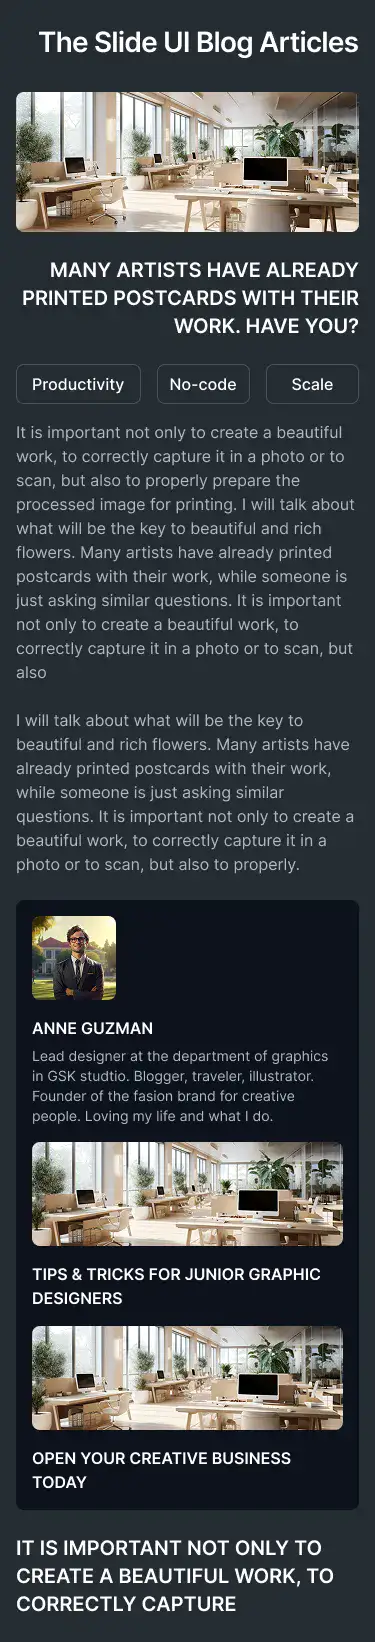 The Slide UI Blog Articles
MANY ARTISTS HAVE ALREADY
PRINTED POSTCARDS WITH THEIR
WORK. HAVE YOU?
Productivity
No-code
Scale
It is important not only to create a beautiful
work, to correctly capture it in a photo or to
scan, but also to properly prepare the
processed image for printing. I will talk about
what will be the key to beautiful and rich
flowers. Many artists have already printed
postcards with their work, while someone is
just asking similar questions. It is important
not only to create a beautiful work, to
correctly capture it in a photo or to scan, but
also
I will talk about what will be the key to
beautiful and rich flowers. Many artists have
already printed postcards with their work,
while someone is just asking similar
questions. It is important not only to create a
beautiful work, to correctly capture it in a
photo or to scan, but also to properly.
ANNE GUZMAN
Lead designer at the department of graphics
in GSK studtio. Blogger, traveler, illustrator.
Founder of the fasion brand for creative
people. Loving my life and what I do.
TIPS & TRICKS FOR JUNIOR GRAPHIC
DESIGNERS
OPEN YOUR CREATIVE BUSINESS
TODAY
IT IS IMPORTANT NOT ONLY TO
CREATE A BEAUTIFUL WORK, TO
CORRECTLY CAPTURE